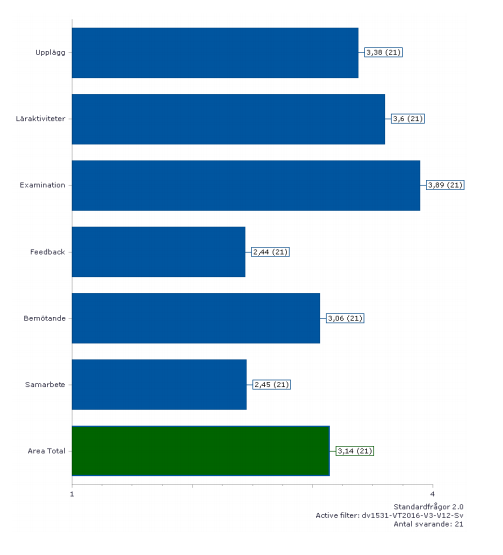 Upplägg
3,38 (21)
Läraktiviteter
3,6 (21)
Examination
3,89 (21)
Feedback
2,44 (21)
Bemötande
3,06 (21)
Samarbete
2,45 (21)
Area Total
3,14 (21)
1
4
Standardfrågor 2.0
Active filter: dv1531-VT2016-V3-V12-Sv
Antal svarande: 21